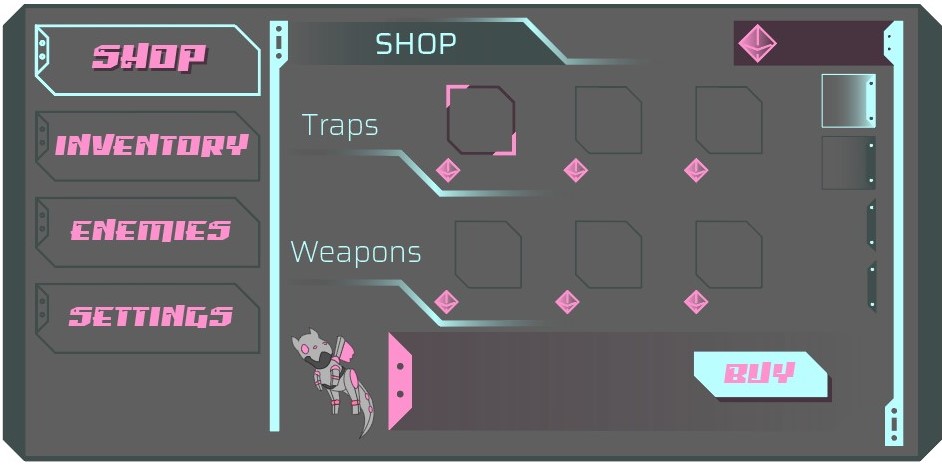 SHOP
INVENTORY
ENEMIES
SETTINGS
SHOP
Traps
Weapons
BUY